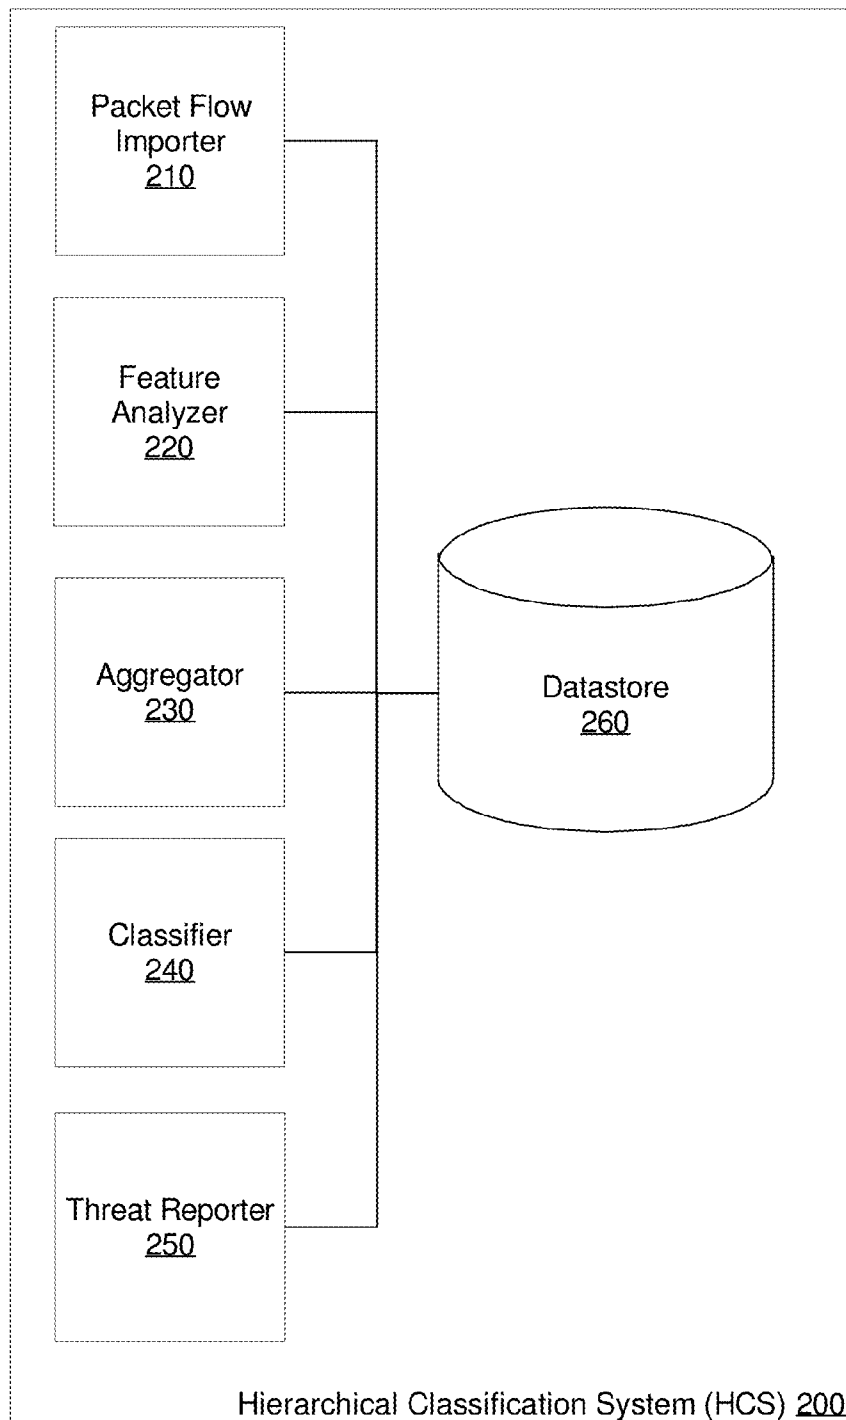 Packet Flow
Importer
210
Feature
Analyzer
220
Aggregator
230
Datastore
260
Classifier
240
Threat Reporter
250
Hierarchical Classification System (HCS) 200